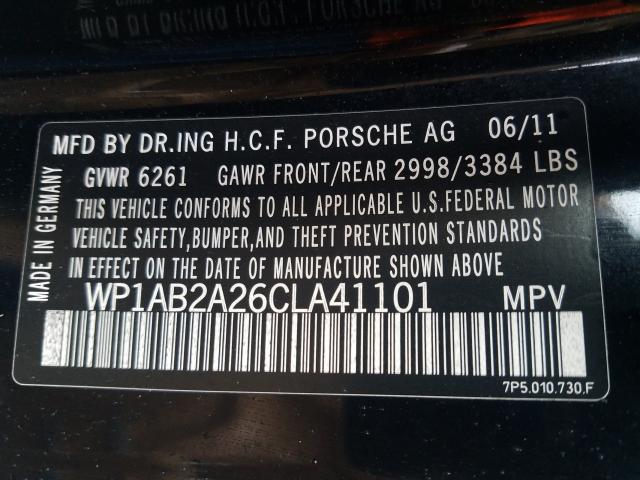 MFD BY DR.ING H.C.F. PORSCHE AG 06/11
GVWR 6261 GAWR FRONT/REAR 2998/3384 LBS
THIS VEHICLE CONFORMS TO ALL APPLICABLE U.S.FEDERAL MOTOR
VEHICLE SAFETY,BUMPER,AND THEFT PREVENTION STANDARDS
IN EFFECT ON THE DATE OF MANUFACTURE SHOWN ABOVE
WP1AB2A26CLA41101 MPV
7P5.010.730.F
MADE IN GERMANY